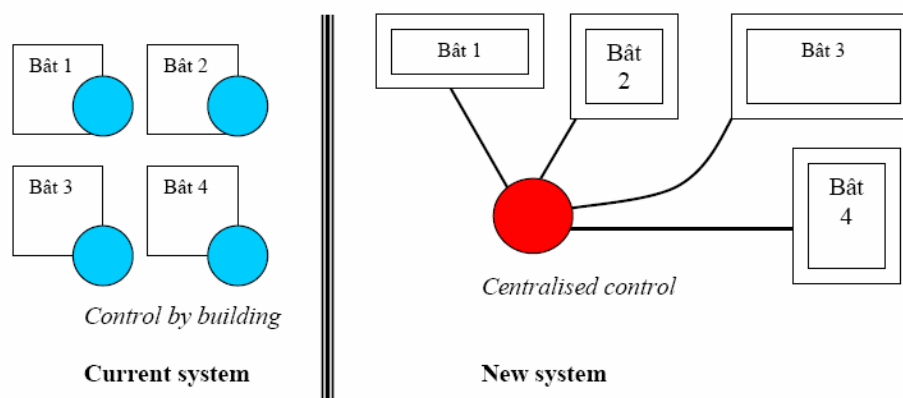 Bât 1
Bât 2
Bât 3
Bât 4
Control by building
Current system
Bât 1
Bât
2
Bât 3
Bât
4
Centralised control
New system